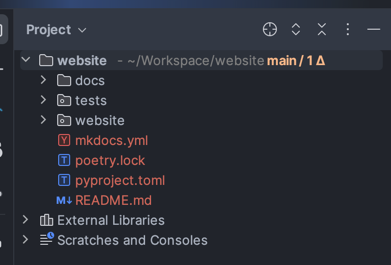 Project
website - ~/Workspace/website main / 1 Δ
docs
tests
website
Y mkdocs.yml
T poetry.lock
T pyproject.toml
M↓ README.md
External Libraries
Scratches and Consoles